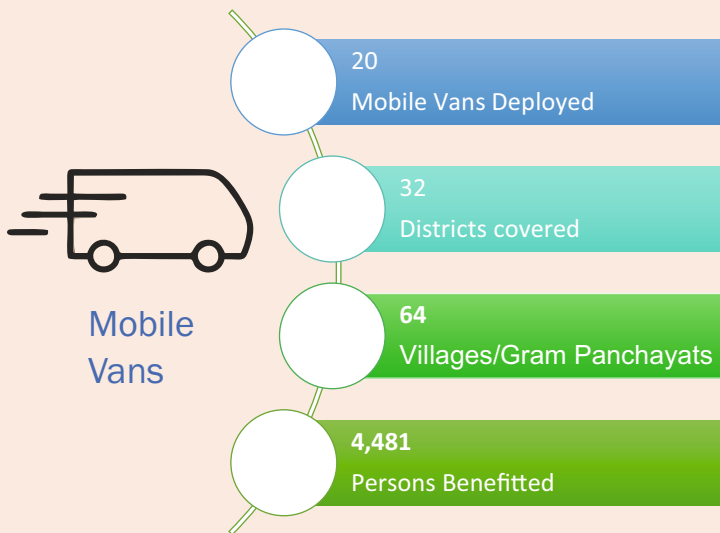 20
Mobile Vans Deployed
32
Districts covered
64
Villages/Gram Panchayats
4,481
Persons Benefitted
Mobile
Vans